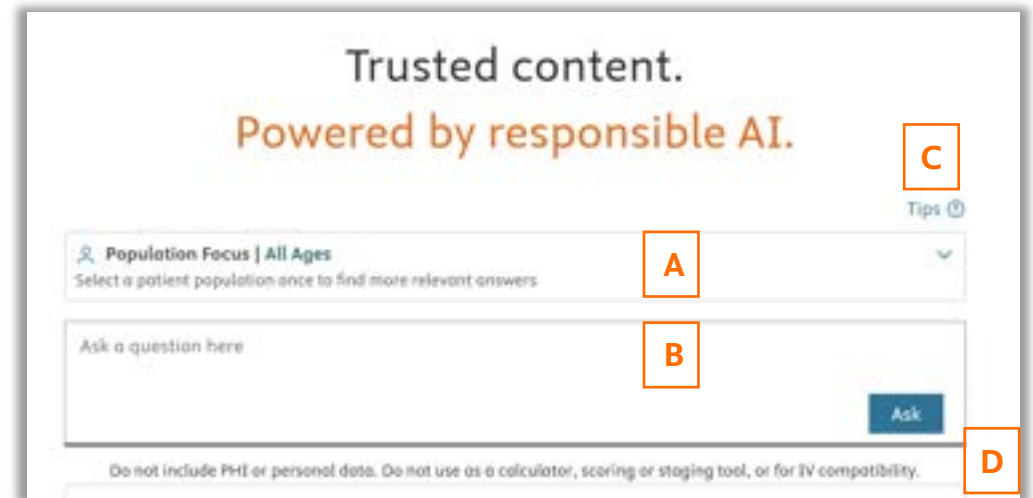 Trusted content.
Powered by responsible AI.
C
Tips ?
Population Focus | All Ages
A
Select a patient population once to find more relevant answers
Ask a question here
B
Ask
Do not include PHI or personal data. Do not use as a calculator, scoring or staging tool, or for IV compatibility.
D